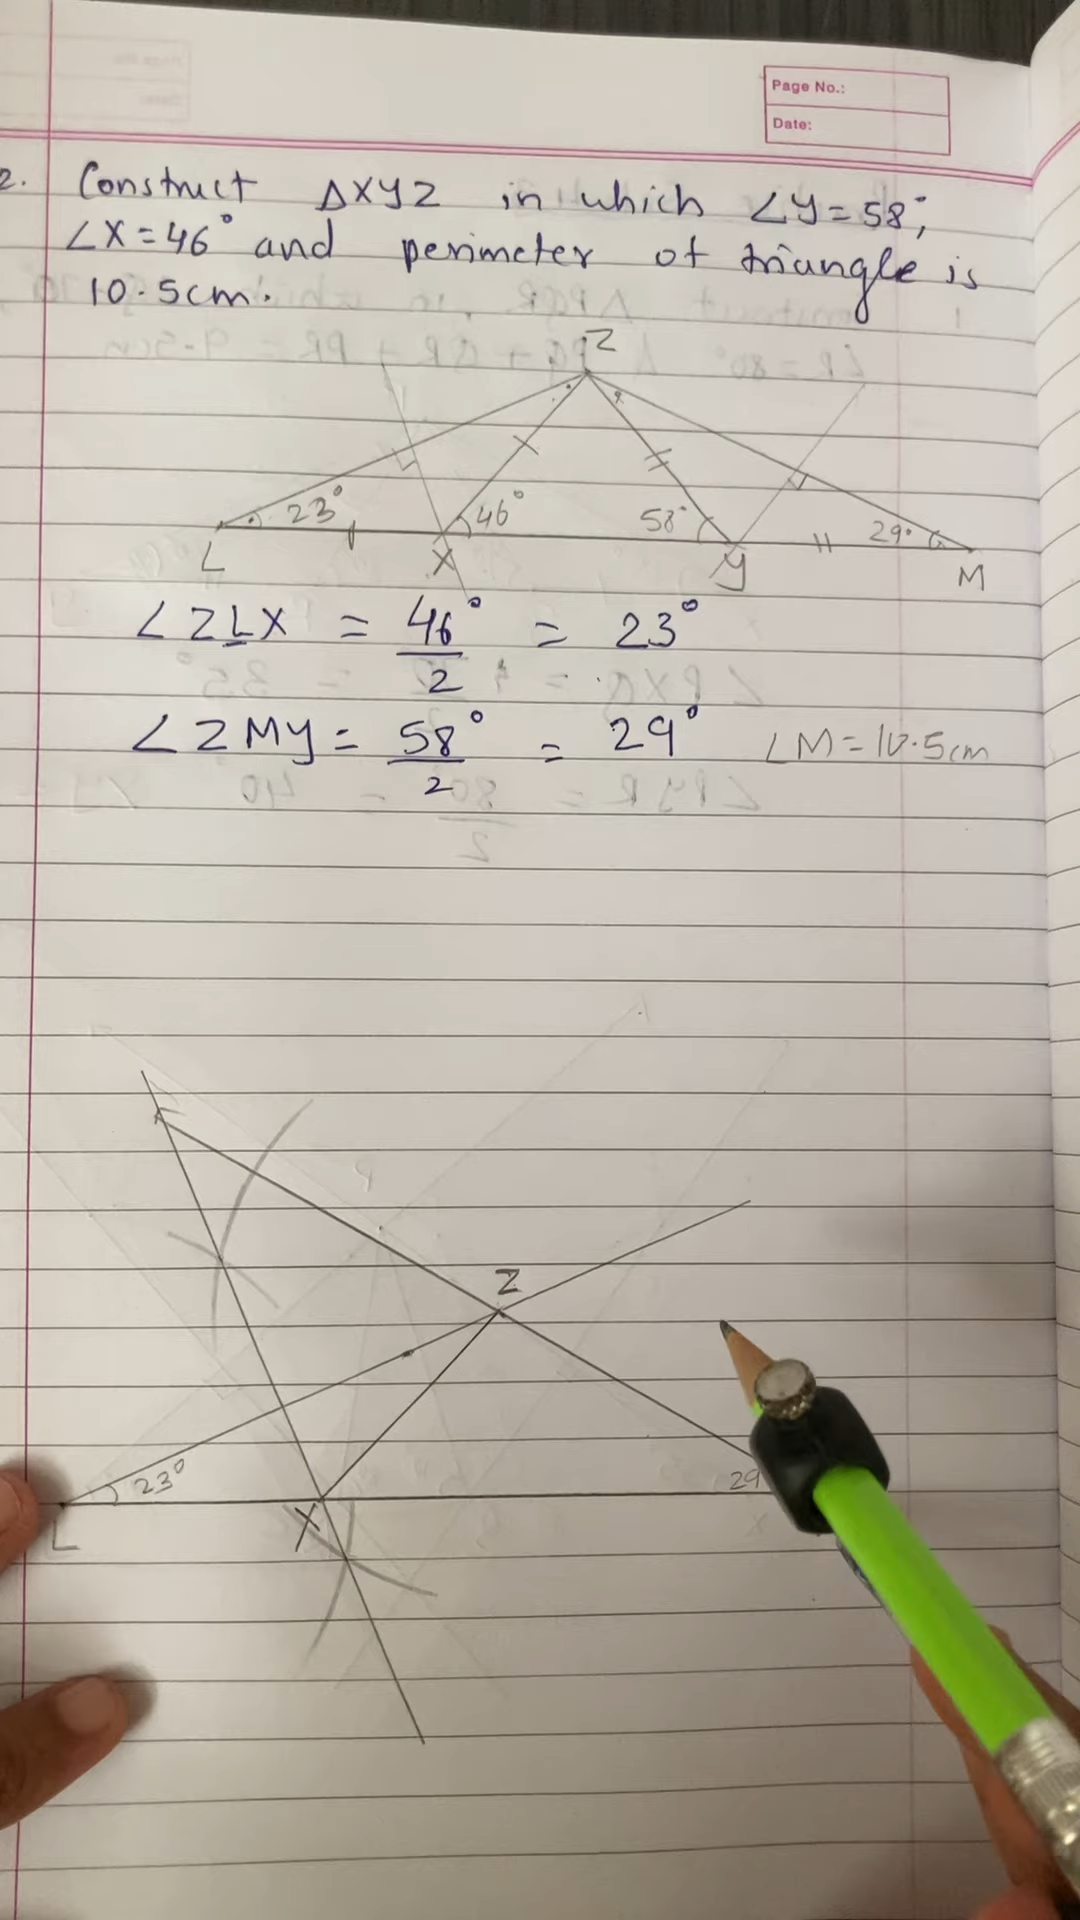 Page No.:
Date:
2. Construct ΔXYZ in which ∠Y=58°,
∠X=46° and perimeter of triangle is
10.5cm.
Z
23° 46° 58° 29°
L X Y M
∠ZLX = 46°/2 = 23°
∠ZMY = 58°/2 = 29° LM=10.5cm
Z
23° 29
L X